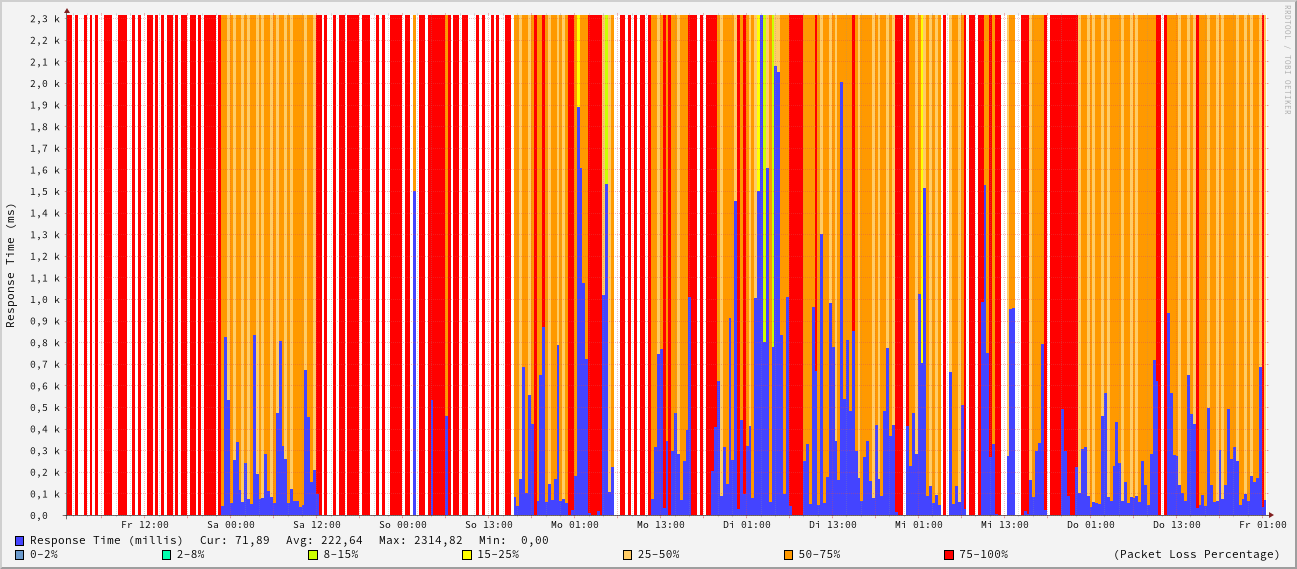 RRDTOOL / TOBI OETIKER
Response Time (ms)
2,3 k
2,2 k
2,1 k
2,0 k
1,9 k
1,8 k
1,7 k
1,6 k
1,5 k
1,4 k
1,3 k
1,2 k
1,1 k
1,0 k
0,9 k
0,8 k
0,7 k
0,6 k
0,5 k
0,4 k
0,3 k
0,2 k
0,1 k
0,0
Fr 12:00 Sa 00:00 Sa 12:00 So 00:00 So 13:00 Mo 01:00 Mo 13:00 Di 01:00 Di 13:00 Mi 01:00 Mi 13:00 Do 01:00 Do 13:00 Fr 01:00
Response Time (millis) Cur: 71,89 Avg: 222,64 Max: 2314,82 Min: 0,00
0-2% 2-8% 8-15% 15-25% 25-50% 50-75% 75-100% (Packet Loss Percentage)